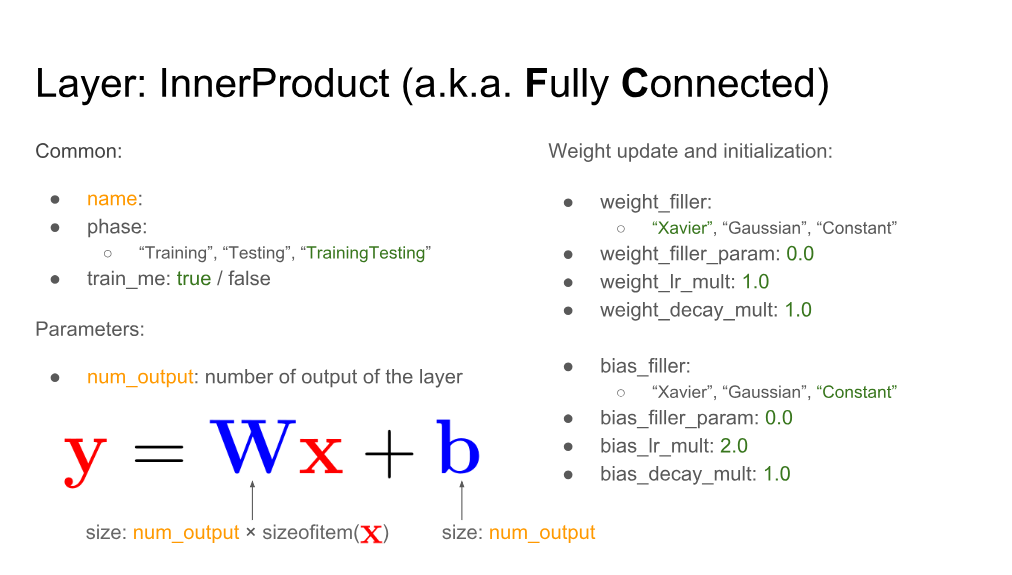 Layer: InnerProduct (a.k.a. Fully Connected)
Common:
● name:
● phase:
○ “Training”, “Testing”, “TrainingTesting”
● train_me: true / false
Parameters:
● num_output: number of output of the layer
y = Wx + b
size: num_output × sizeofitem(x)
size: num_output
Weight update and initialization:
● weight_filler:
○ “Xavier”, “Gaussian”, “Constant”
● weight_filler_param: 0.0
● weight_lr_mult: 1.0
● weight_decay_mult: 1.0
● bias_filler:
○ “Xavier”, “Gaussian”, “Constant”
● bias_filler_param: 0.0
● bias_lr_mult: 2.0
● bias_decay_mult: 1.0